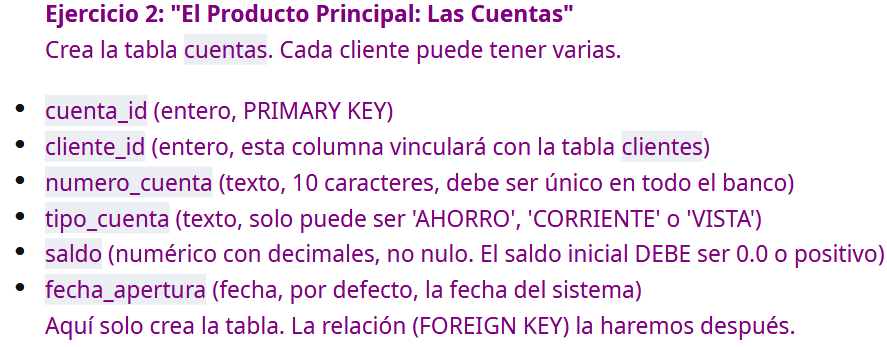 Ejercicio 2: "El Producto Principal: Las Cuentas"
Crea la tabla cuentas. Cada cliente puede tener varias.
• cuenta_id (entero, PRIMARY KEY)
• cliente_id (entero, esta columna vinculará con la tabla clientes)
• numero_cuenta (texto, 10 caracteres, debe ser único en todo el banco)
• tipo_cuenta (texto, solo puede ser 'AHORRO', 'CORRIENTE' o 'VISTA')
• saldo (numérico con decimales, no nulo. El saldo inicial DEBE ser 0.0 o positivo)
• fecha_apertura (fecha, por defecto, la fecha del sistema)
Aquí solo crea la tabla. La relación (FOREIGN KEY) la haremos después.